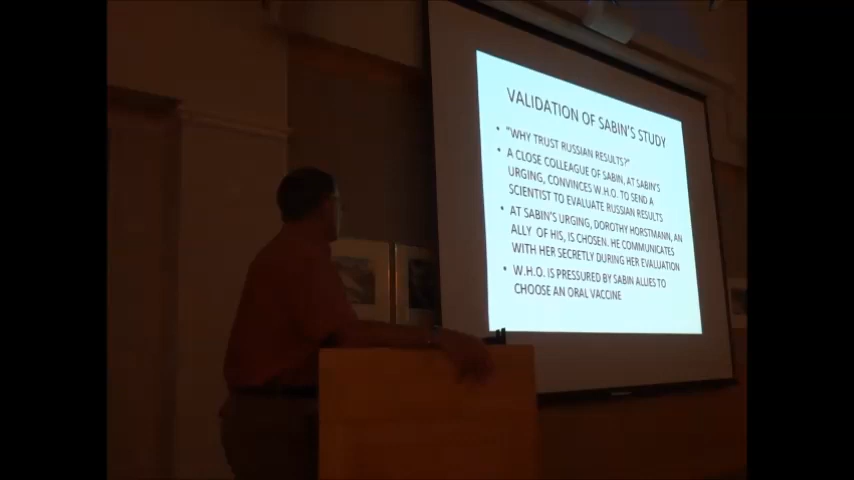 VALIDATION OF SABIN'S STUDY
• "WHY TRUST RUSSIAN RESULTS?"
• A CLOSE COLLEAGUE OF SABIN, AT SABIN'S
URGING, CONVINCES W.H.O. TO SEND A
SCIENTIST TO EVALUATE RUSSIAN RESULTS
• AT SABIN'S URGING, DOROTHY HORSTMANN, AN
ALLY OF HIS, IS CHOSEN. HE COMMUNICATES
WITH HER SECRETLY DURING HER EVALUATION
• W.H.O. IS PRESSURED BY SABIN ALLIES TO
CHOOSE AN ORAL VACCINE